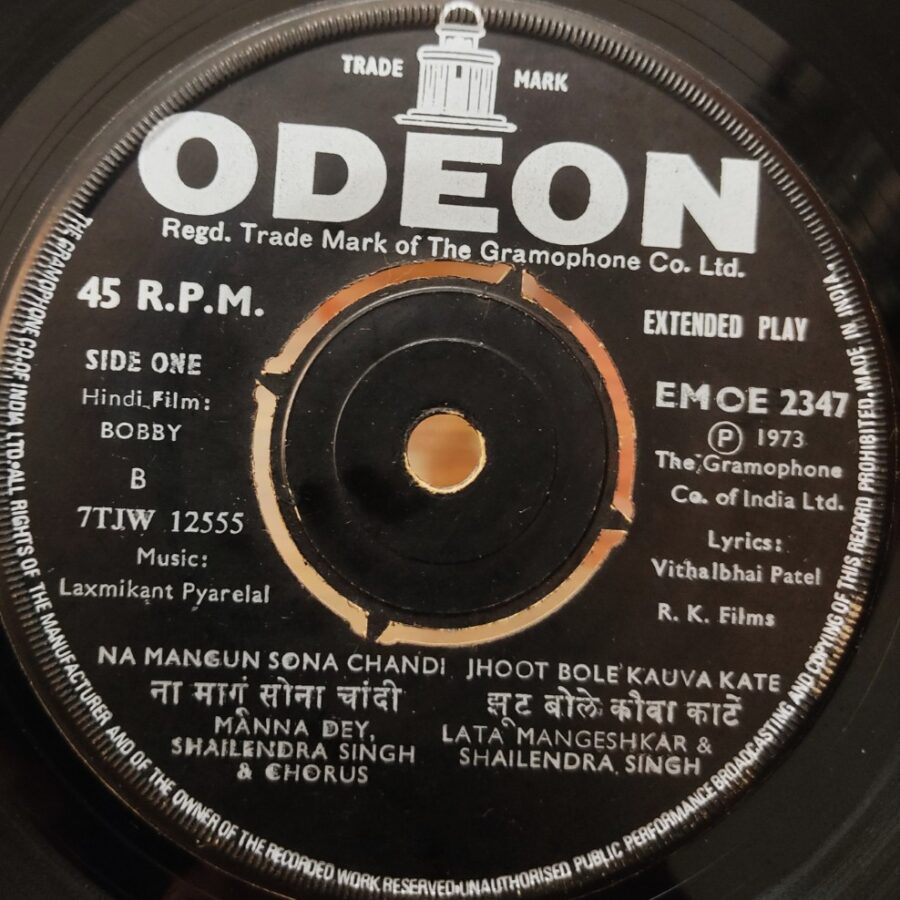 TRADE MARK
ODEON
Regd. Trade Mark of The Gramophone Co. Ltd.
45 R.P.M.
EXTENDED PLAY
SIDE ONE
Hindi Film:
BOBBY
B
7TJW 12555
Music:
Laxmikant Pyarelal
EMOE 2347
Ⓟ 1973
The Gramophone
Co. of India Ltd.
Lyrics:
Vithalbhai Patel
R. K. Films
NA MANGUN SONA CHANDI
ना मागूं सोना चांदी
MANNA DEY,
SHAILENDRA SINGH
& CHORUS
JHOOT BOLE KAUVA KATE
झूट बोले कौवा काटे
LATA MANGESHKAR &
SHAILENDRA SINGH
THE GRAMOPHONE CO. OF INDIA LTD. ALL RIGHTS OF THE MANUFACTURER AND OF THE OWNER OF THE RECORDED WORK RESERVED. UNAUTHORISED PUBLIC PERFORMANCE BROADCASTING AND COPYING OF THIS RECORD PROHIBITED. MADE IN INDIA